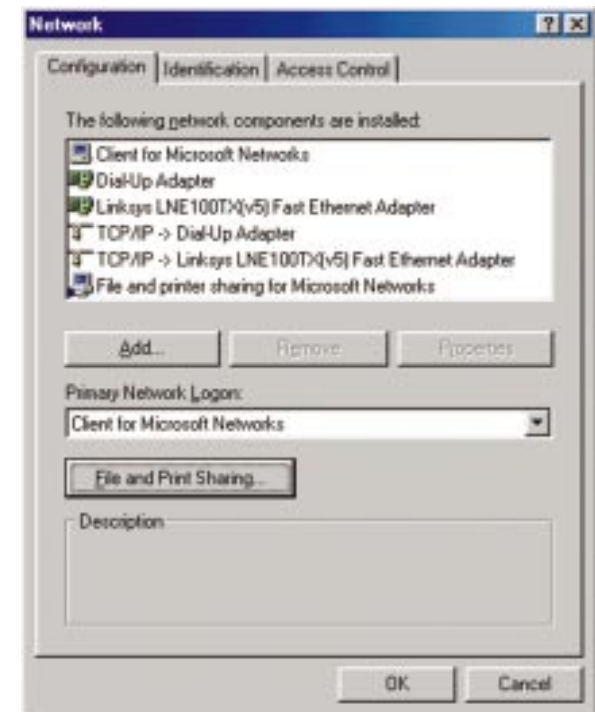 Network
Configuration Identification Access Control
The following network components are installed:
Client for Microsoft Networks
Dial-Up Adapter
Linksys LNE100TX(v5) Fast Ethernet Adapter
TCP/IP -> Dial-Up Adapter
TCP/IP -> Linksys LNE100TX(v5) Fast Ethernet Adapter
File and printer sharing for Microsoft Networks
Add... Remove Properties
Primary Network Logon:
Client for Microsoft Networks
File and Print Sharing...
Description
OK Cancel